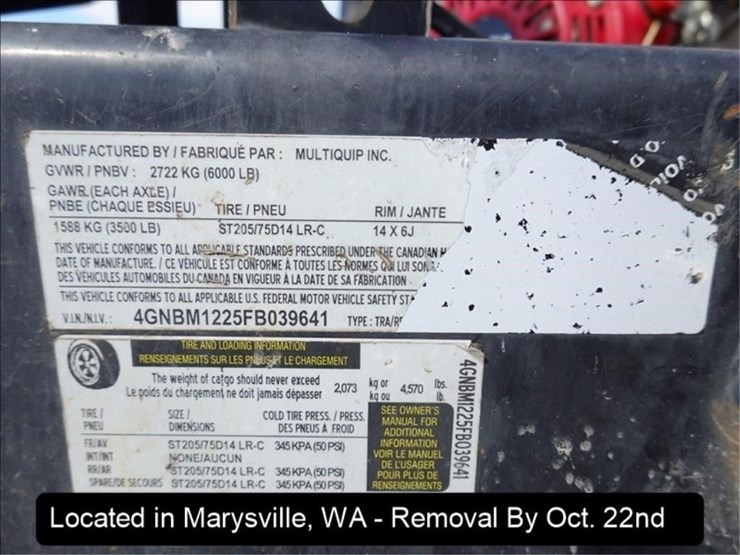 MANUFACTURED BY / FABRIQUÉ PAR : MULTIQUIP INC.
GVWR / PNBV : 2722 KG (6000 LB)
GAWR (EACH AXLE) /
PNBE (CHAQUE ESSIEU) TIRE / PNEU RIM / JANTE
1588 KG (3500 LB) ST205/75D14 LR-C 14 X 6J
THIS VEHICLE CONFORMS TO ALL APPLICABLE STANDARDS PRESCRIBED UNDER THE CANADIAN
DATE OF MANUFACTURE. / CE VÉHICULE EST CONFORME À TOUTES LES NORMES QUI LUI
DES VÉHICULES AUTOMOBILES DU CANADA EN VIGUEUR À LA DATE DE SA FABRICATION
THIS VEHICLE CONFORMS TO ALL APPLICABLE U.S. FEDERAL MOTOR VEHICLE SAFETY
V.I.N./N.I.V.: 4GNBM1225FB039641 TYPE : TRA/
TIRE AND LOADING INFORMATION
RENSEIGNEMENTS SUR LES PNEUS ET LE CHARGEMENT
The weight of cargo should never exceed 2,073 kg or 4,570 lbs.
Le poids du chargement ne doit jamais dépasser kg ou lb.
TIRE / SIZE / COLD TIRE PRESS. / PRESS.
PNEU DIMENSIONS DES PNEUS À FROID
FR/AV ST205/75D14 LR-C 345 KPA (50 PSI)
INT/INT NONE/AUCUN
RR/AR ST205/75D14 LR-C 345 KPA (50 PSI)
SPARE/DE SECOURS ST205/75D14 LR-C 345 KPA (50 PSI)
SEE OWNER'S
MANUAL FOR
ADDITIONAL
INFORMATION
VOIR LE MANUEL
DE L'USAGER
POUR PLUS DE
RENSEIGNEMENTS
4GNBM1225FB039641
Located in Marysville, WA - Removal By Oct. 22nd